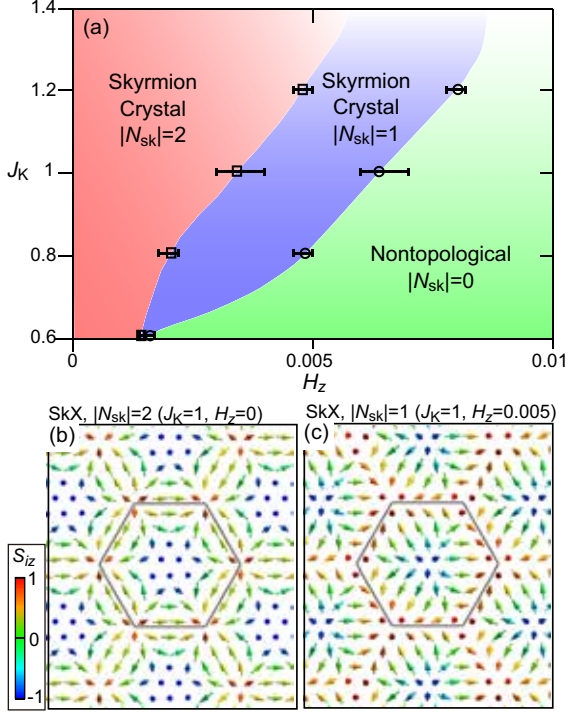 1.4
(a)
Skyrmion
Crystal
|Nsk|=2
Skyrmion
Crystal
|Nsk|=1
1.2
JK
1
Nontopological
|Nsk|=0
0.8
0.6
0
0.005
0.01
Hz
SkX, |Nsk|=2 (JK=1, Hz=0)
SkX, |Nsk|=1 (JK=1, Hz=0.005)
(b)
(c)
Siz
1
0
-1